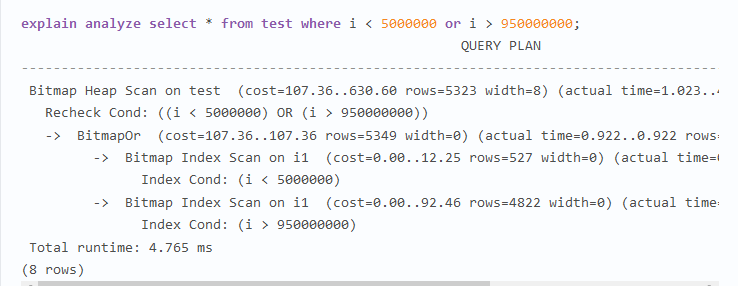 explain analyze select * from test where i < 5000000 or i > 950000000;
QUERY PLAN
---------------------------------------------------------------------------------------
Bitmap Heap Scan on test  (cost=107.36..630.60 rows=5323 width=8) (actual time=1.023..4
Recheck Cond: ((i < 5000000) OR (i > 950000000))
->  BitmapOr  (cost=107.36..107.36 rows=5349 width=0) (actual time=0.922..0.922 rows=
->  Bitmap Index Scan on i1  (cost=0.00..12.25 rows=527 width=0) (actual time=
Index Cond: (i < 5000000)
->  Bitmap Index Scan on i1  (cost=0.00..92.46 rows=4822 width=0) (actual time=
Index Cond: (i > 950000000)
Total runtime: 4.765 ms
(8 rows)